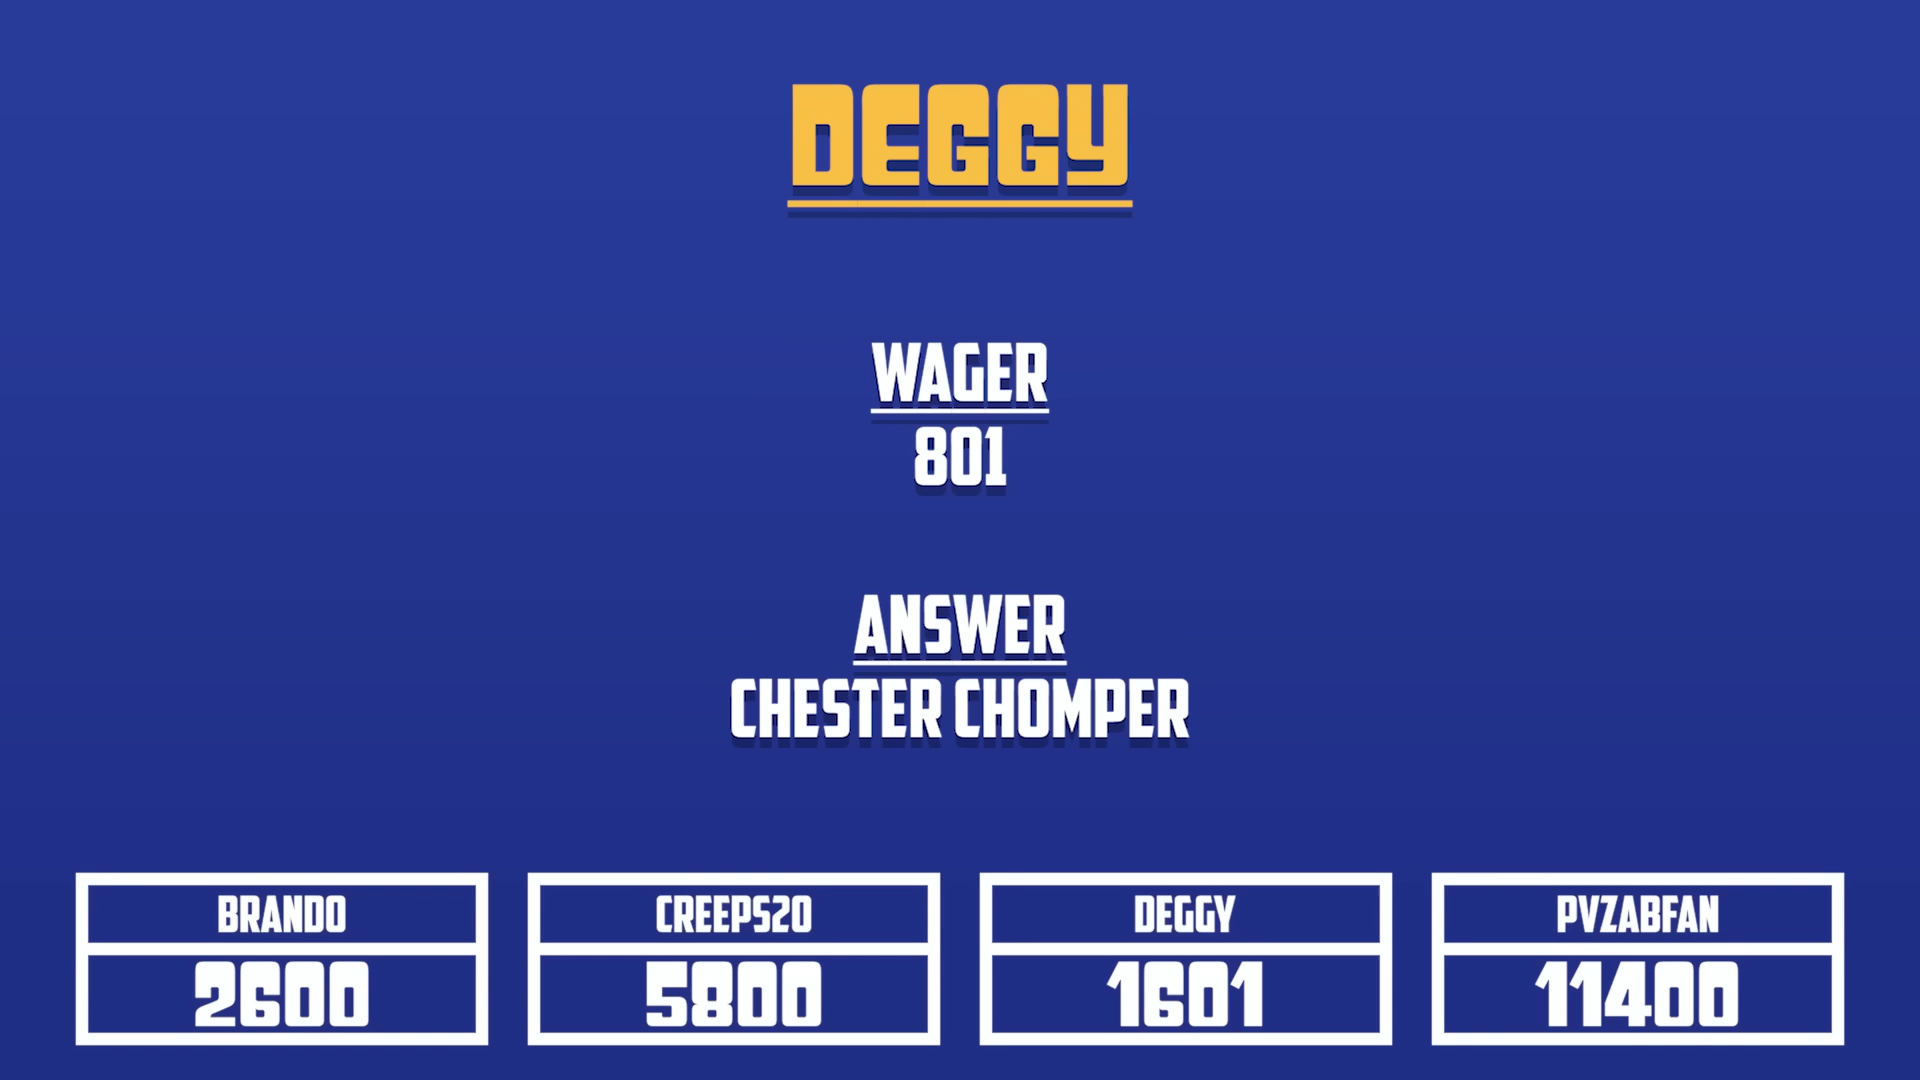 DEGGY
WAGER
801
ANSWER
CHESTER CHOMPER
BRANDO
2600
CREEPS20
5800
DEGGY
1601
PVZABFAN
11400